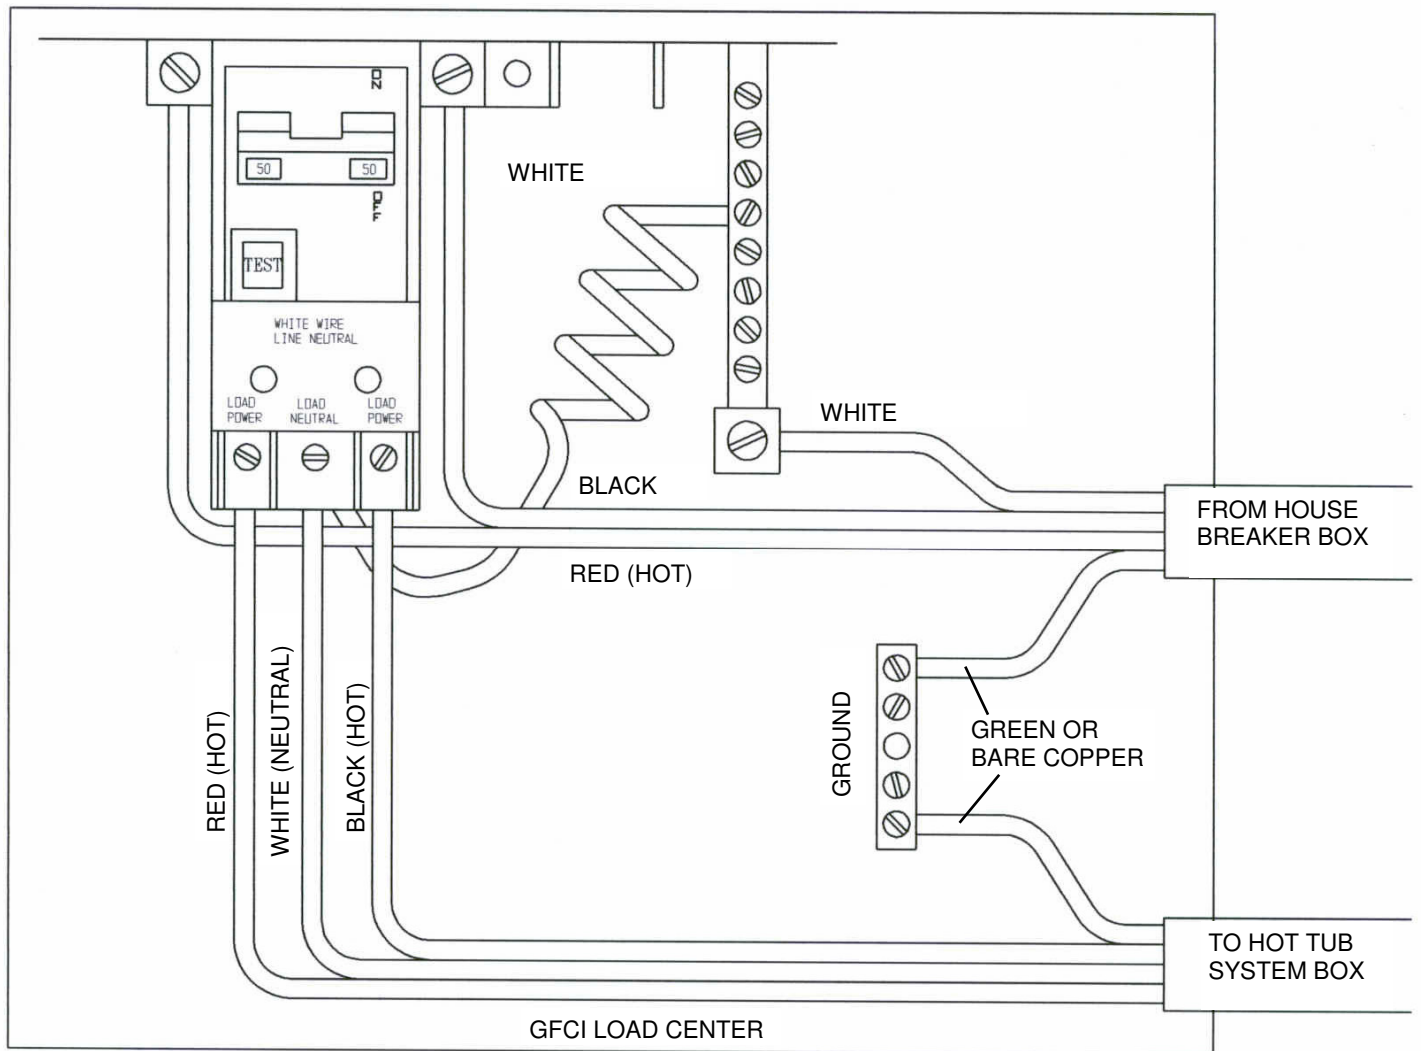 ON
WHITE
50 50
OFF
TEST
WHITE WIRE
LINE NEUTRAL
LOAD
POWER
LOAD
NEUTRAL
LOAD
POWER
WHITE
BLACK
FROM HOUSE
BREAKER BOX
RED (HOT)
RED (HOT)
WHITE (NEUTRAL)
BLACK (HOT)
GROUND
GREEN OR
BARE COPPER
TO HOT TUB
SYSTEM BOX
GFCI LOAD CENTER